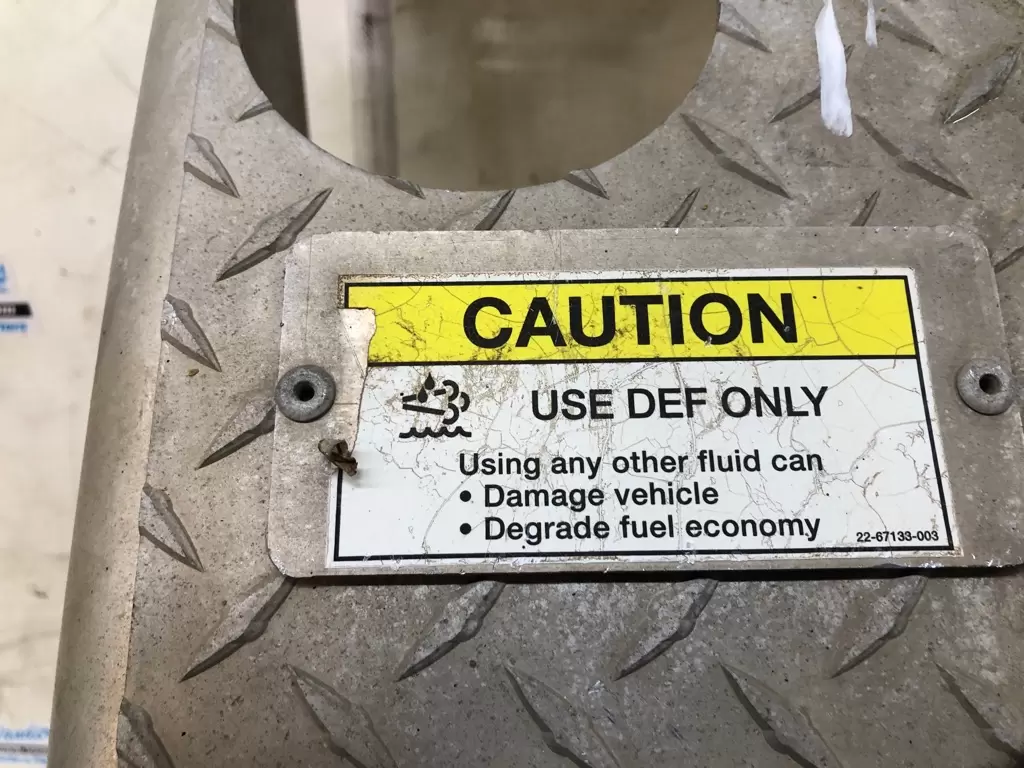 CAUTION
USE DEF ONLY
Using any other fluid can
• Damage vehicle
• Degrade fuel economy
22-67133-003